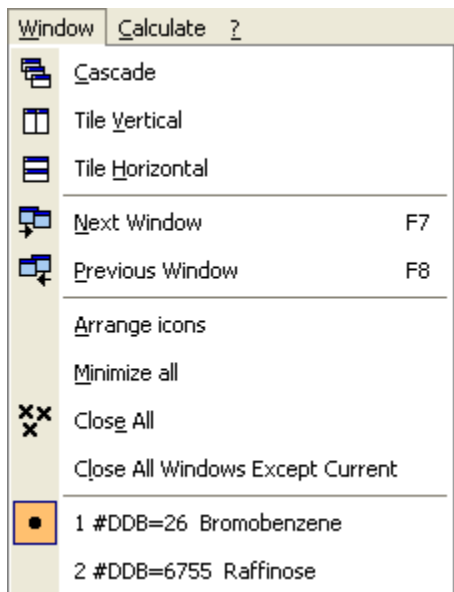 Window Calculate ?
Cascade
Tile Vertical
Tile Horizontal
Next Window F7
Previous Window F8
Arrange icons
Minimize all
Close All
Close All Windows Except Current
1 #DDB=26 Bromobenzene
2 #DDB=6755 Raffinose